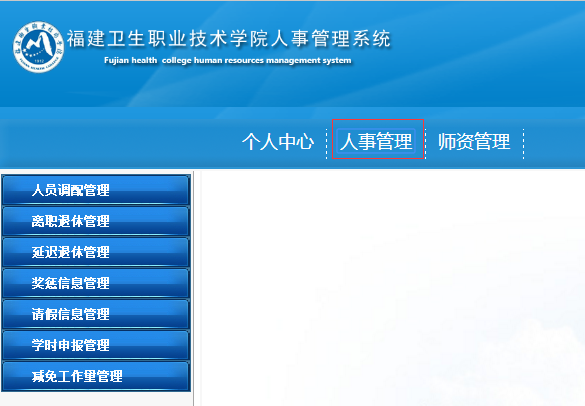 福建卫生职业技术学院人事管理系统
Fujian health college human resources management system
个人中心 人事管理 师资管理
人员调配管理
离职退休管理
延迟退休管理
奖惩信息管理
请假信息管理
学时申报管理
减免工作量管理